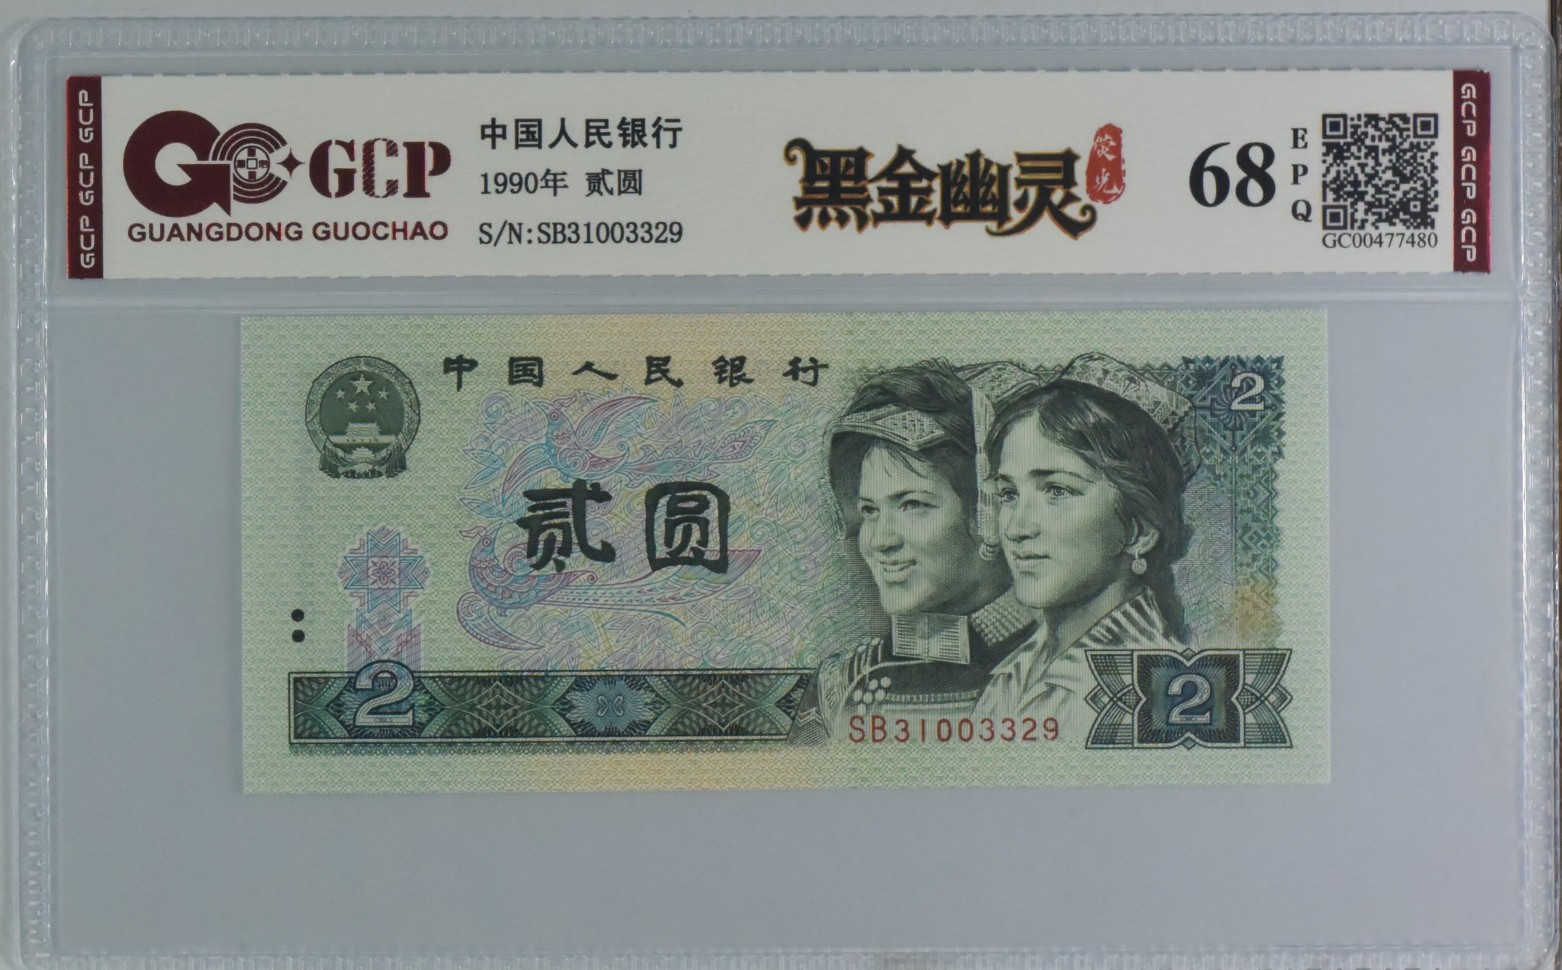 GCP GCP GCP
GCP
GUANGDONG GUOCHAO
中国人民银行
1990年 贰圆
S/N:SB31003329
黑金幽灵
荧光
68
EPQ
GC00477480
GCP GCP GCP
中国人民银行
2
贰圆
2
SB31003329
2